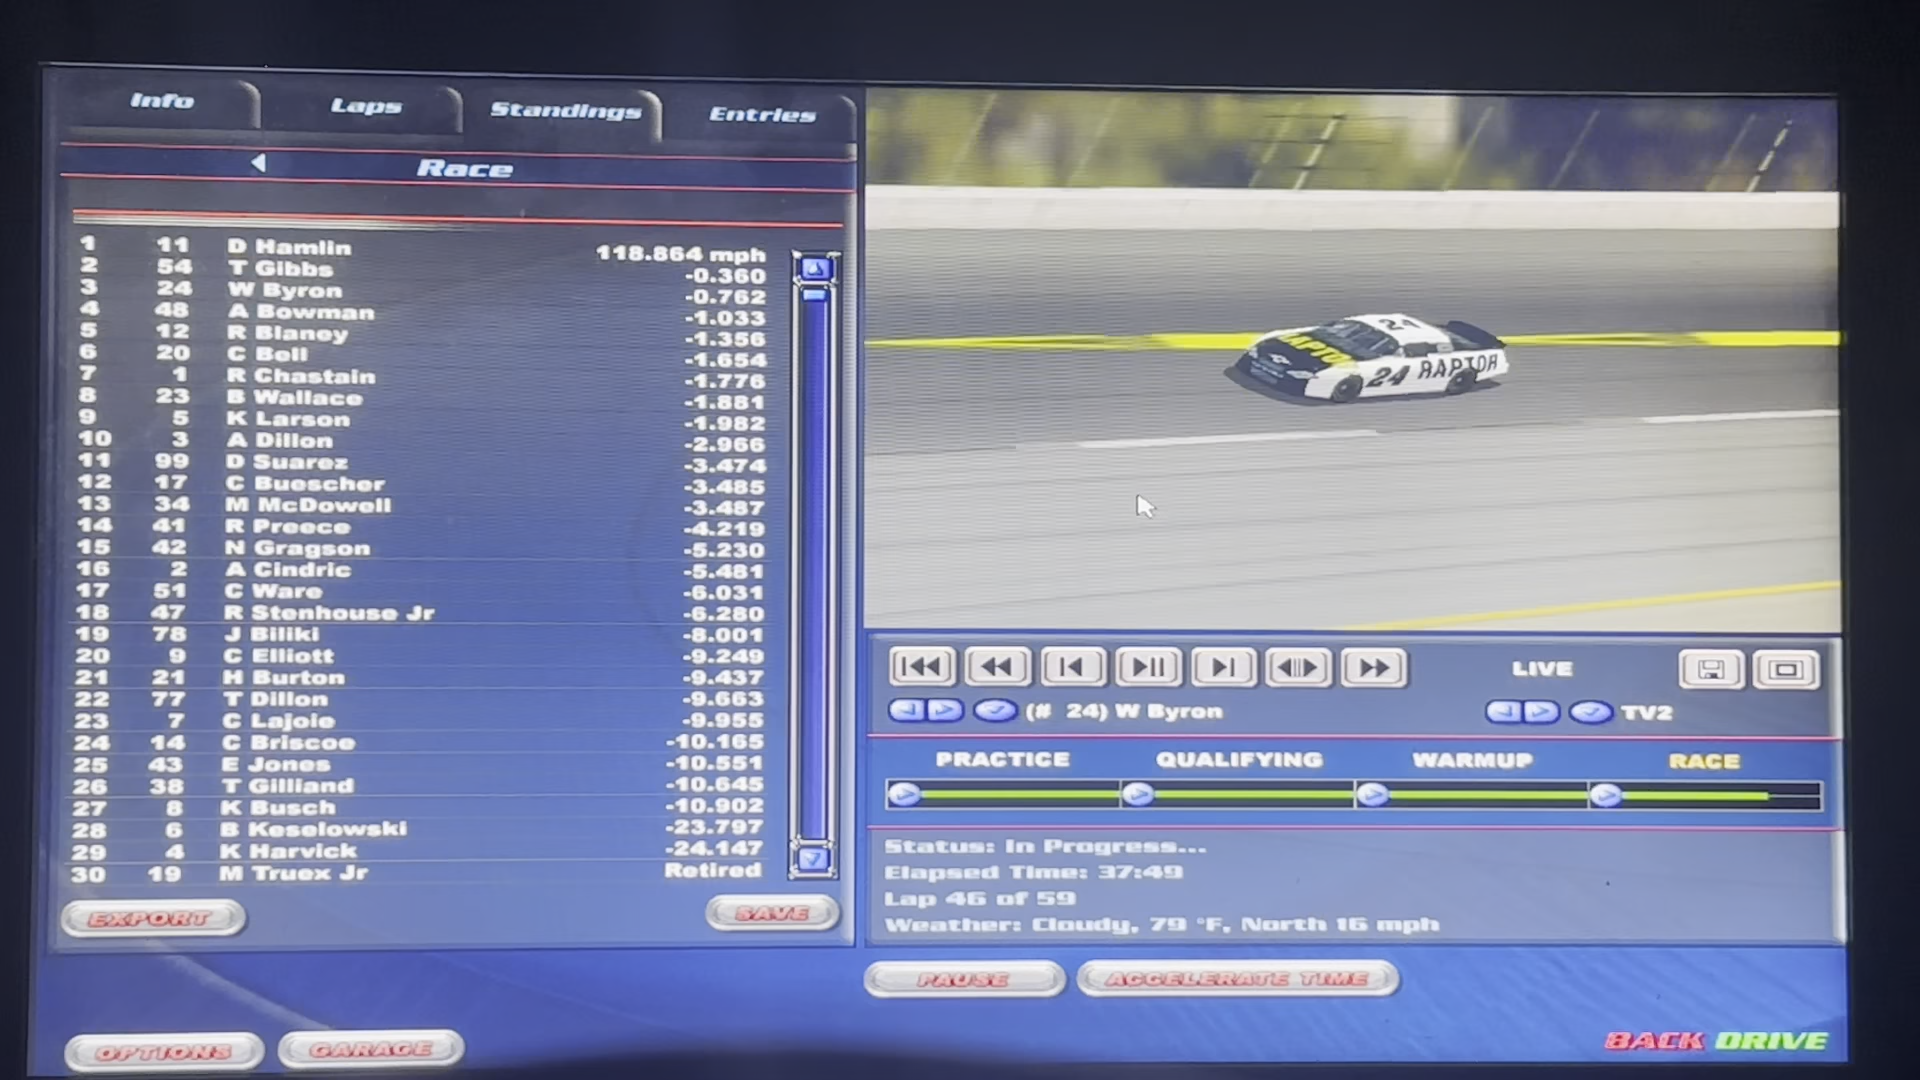 Info Laps Standings Entries
Race
1 11 D Hamlin 118.864 mph
2 54 T Gibbs -0.360
3 24 W Byron -0.762
4 48 A Bowman -1.033
5 12 R Blaney -1.356
6 20 C Bell -1.654
7 1 R Chastain -1.776
8 23 B Wallace -1.881
9 5 K Larson -1.982
10 3 A Dillon -2.966
11 99 D Suarez -3.474
12 17 C Buescher -3.485
13 34 M McDowell -3.487
14 41 R Preece -4.219
15 42 N Gragson -5.230
16 2 A Cindric -5.481
17 51 C Ware -6.031
18 47 R Stenhouse Jr -6.280
19 78 J Biliki -8.001
20 9 C Elliott -9.249
21 21 H Burton -9.437
22 77 T Dillon -9.663
23 7 C Lajoie -9.955
24 14 C Briscoe -10.165
25 43 E Jones -10.551
26 38 T Gilliand -10.645
27 8 K Busch -10.902
28 6 B Keselowski -23.797
29 4 K Harvick -24.147
30 19 M Truex Jr Retired
EXPORT SAVE
OPTIONS GARAGE
24
RAPTOR
24 RAPTOR
LIVE
(# 24) W Byron TV2
PRACTICE QUALIFYING WARMUP RACE
Status: In Progress...
Elapsed Time: 37:49
Lap 46 of 59
Weather: Cloudy, 79 °F, North 16 mph
PAUSE ACCELERATE TIME
BACK DRIVE